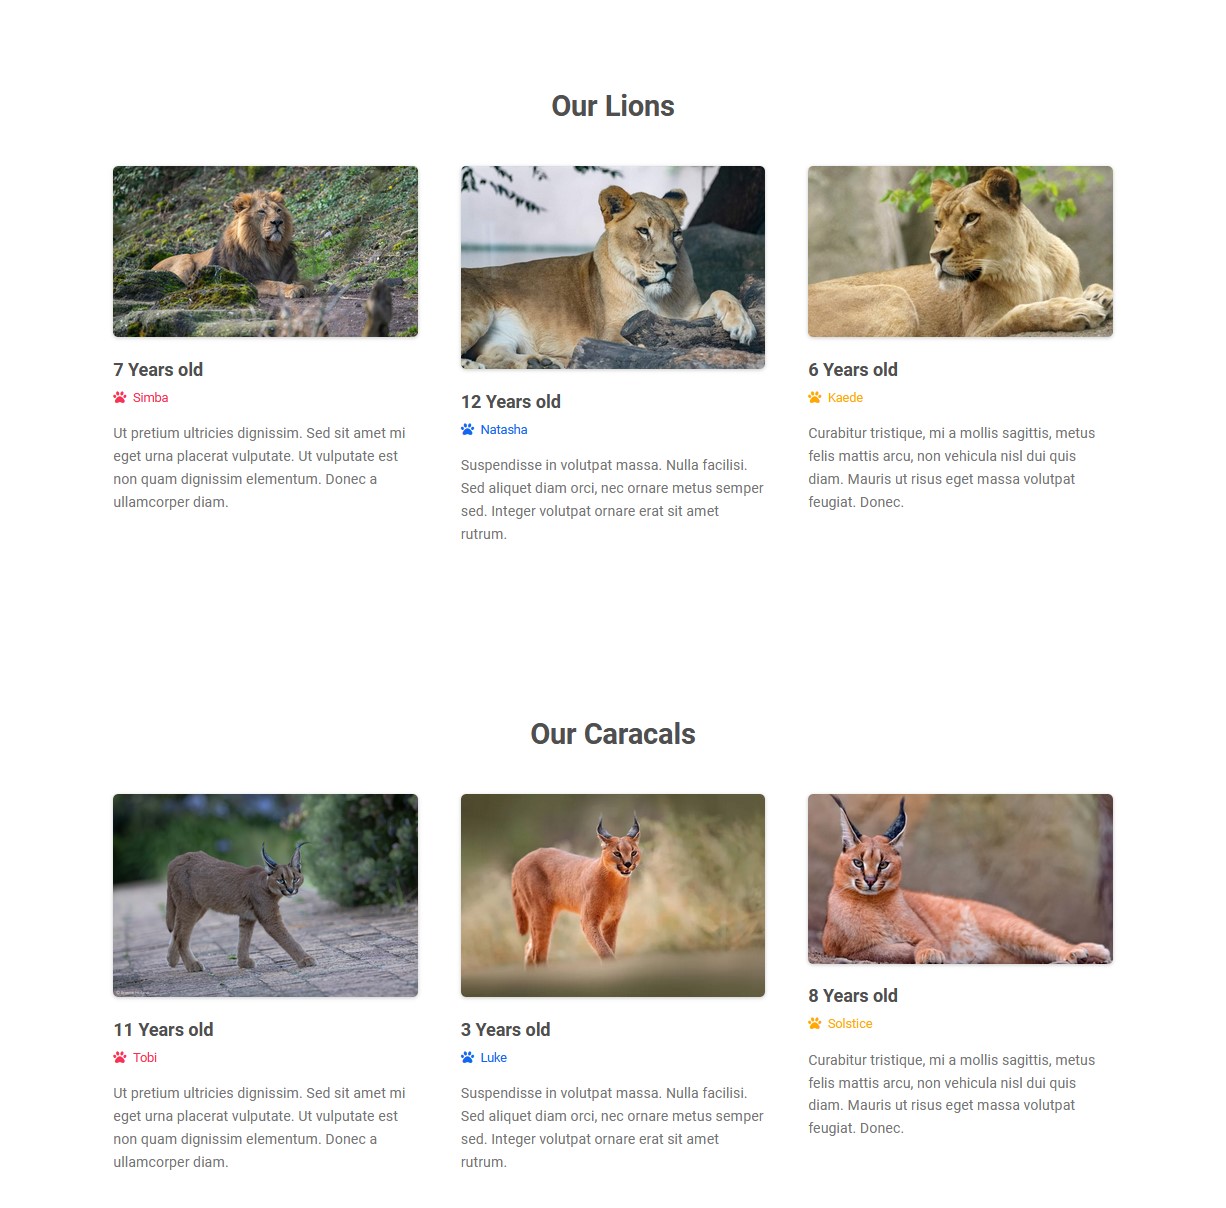 Our Lions
7 Years old
Simba
Ut pretium ultricies dignissim. Sed sit amet mi
eget urna placerat vulputate. Ut vulputate est
non quam dignissim elementum. Donec a
ullamcorper diam.
12 Years old
Natasha
Suspendisse in volutpat massa. Nulla facilisi.
Sed aliquet diam orci, nec ornare metus semper
sed. Integer volutpat ornare erat sit amet
rutrum.
6 Years old
Kaede
Curabitur tristique, mi a mollis sagittis, metus
felis mattis arcu, non vehicula nisl dui quis
diam. Mauris ut risus eget massa volutpat
feugiat. Donec.
Our Caracals
11 Years old
Tobi
Ut pretium ultricies dignissim. Sed sit amet mi
eget urna placerat vulputate. Ut vulputate est
non quam dignissim elementum. Donec a
ullamcorper diam.
3 Years old
Luke
Suspendisse in volutpat massa. Nulla facilisi.
Sed aliquet diam orci, nec ornare metus semper
sed. Integer volutpat ornare erat sit amet
rutrum.
8 Years old
Solstice
Curabitur tristique, mi a mollis sagittis, metus
felis mattis arcu, non vehicula nisl dui quis
diam. Mauris ut risus eget massa volutpat
feugiat. Donec.